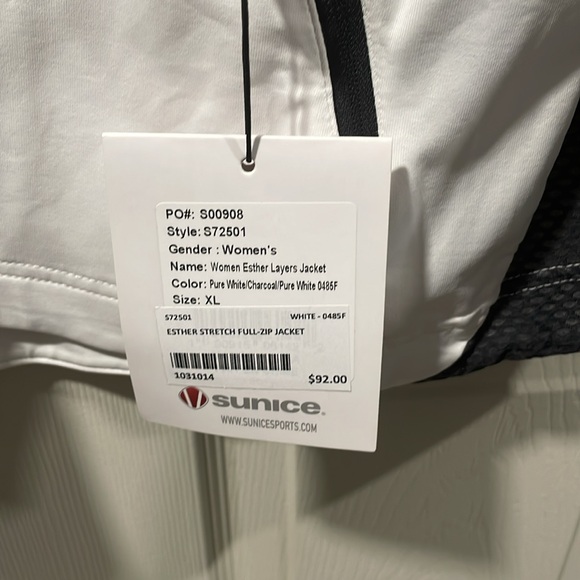 PO#: S00908
Style: S72501
Gender : Women's
Name: Women Esther Layers Jacket
Color: Pure White/Charcoal/Pure White 0485F
Size: XL
S72501 WHITE - 0485F
ESTHER STRETCH FULL-ZIP JACKET
1031014 $92.00
sunice®
WWW.SUNICESPORTS.COM